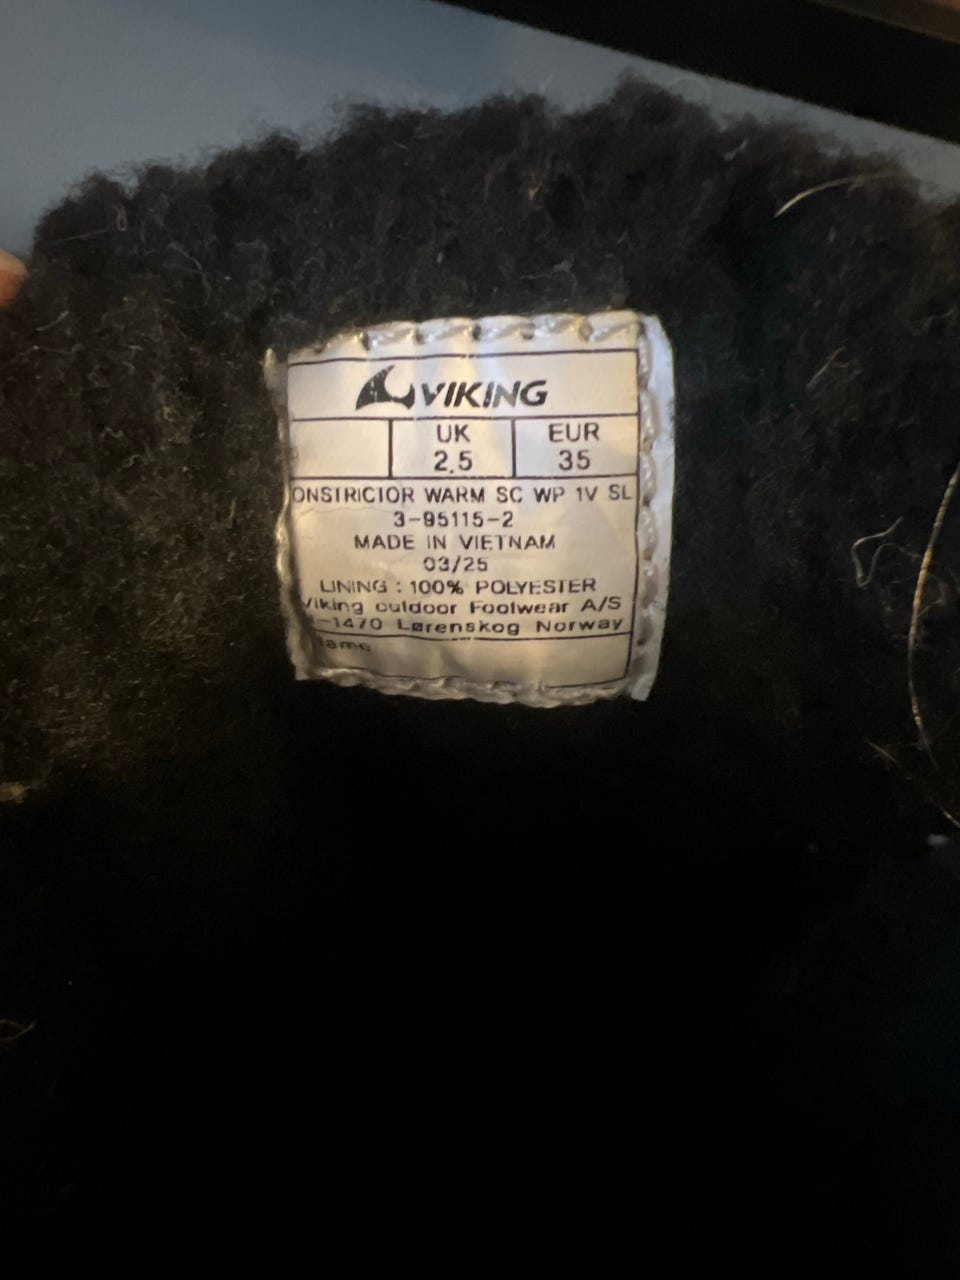 VIKING
UK EUR
2.5 35
ONSTRICTOR WARM SC WP 1V SL
3-95115-2
MADE IN VIETNAM
03/25
LINING : 100% POLYESTER
Viking outdoor Footwear A/S
-1470 Lørenskog Norway